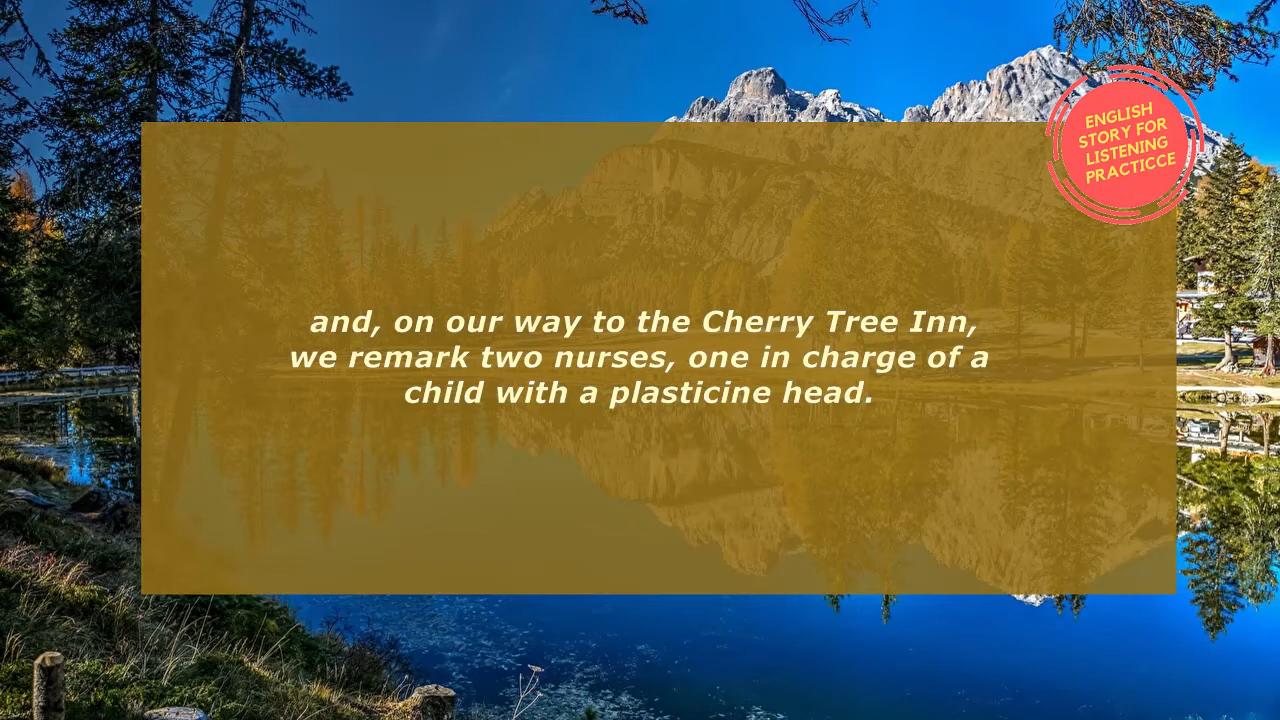 ENGLISH
STORY FOR
LISTENING
PRACTICCE
and, on our way to the Cherry Tree Inn,
we remark two nurses, one in charge of a
child with a plasticine head.